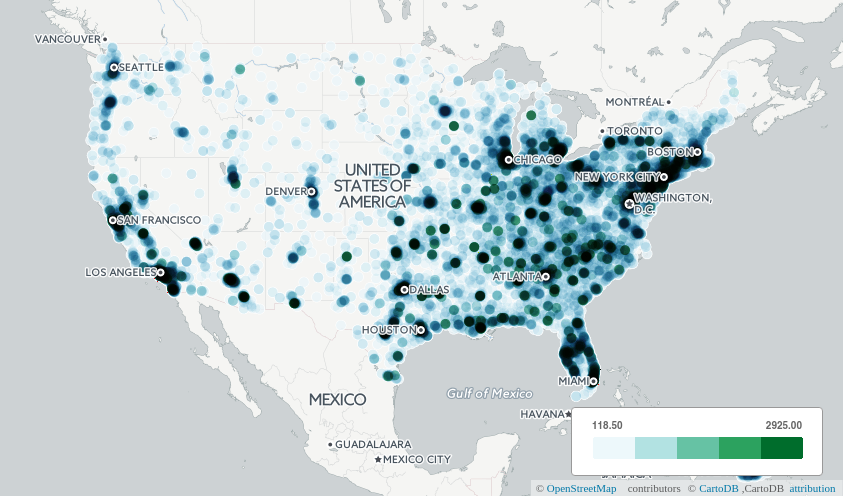 VANCOUVER
SEATTLE
MONTRÉAL
TORONTO
BOSTON
CHICAGO
NEW YORK CITY
UNITED
STATES OF
AMERICA
DENVER
WASHINGTON,
D.C.
SAN FRANCISCO
LOS ANGELES
ATLANTA
DALLAS
HOUSTON
MIAMI
Gulf of Mexico
MEXICO
HAVANA
118.50 2925.00
GUADALAJARA
MEXICO CITY
© OpenStreetMap contributors © CartoDB ,CartoDB attribution